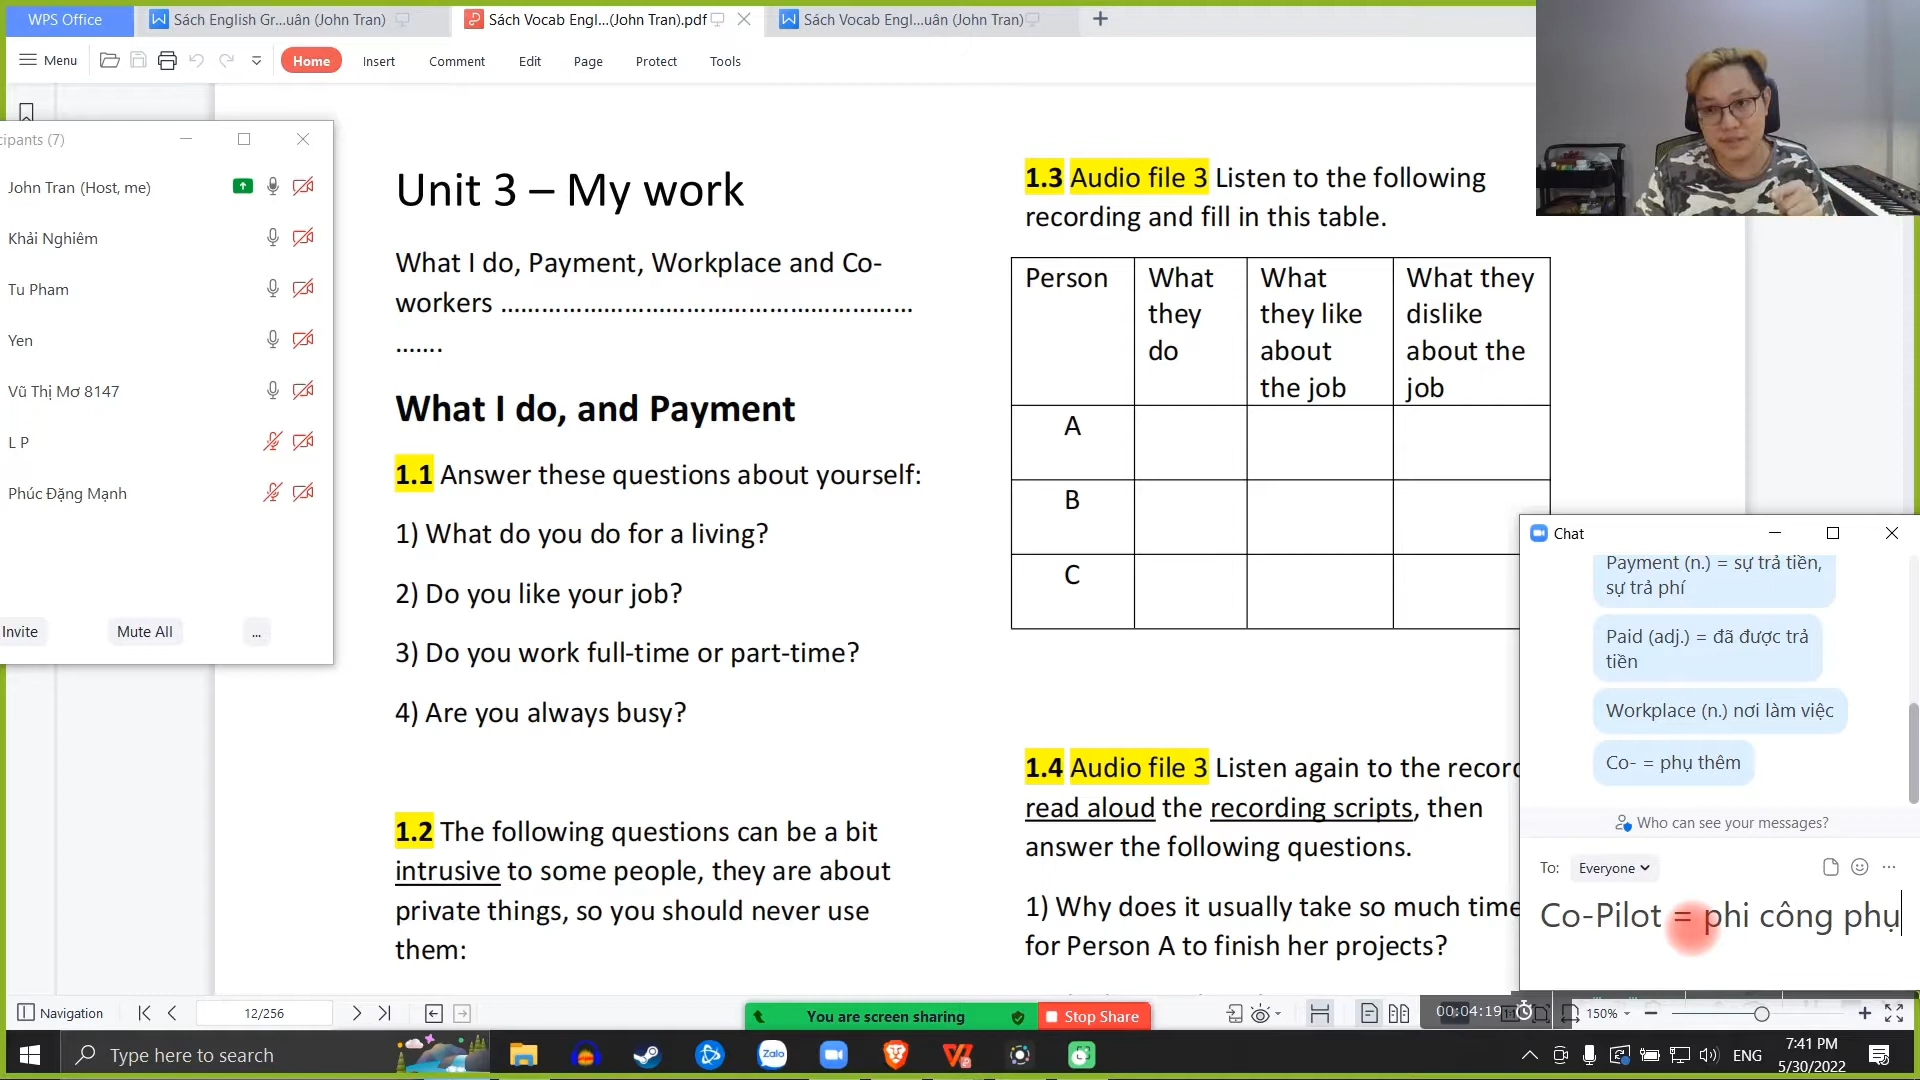 WPS Office
Sách English Gr...uân (John Tran)
Sách Vocab Engl...(John Tran).pdf
Sách Vocab Engl...uân (John Tran)
Menu
Home
Insert
Comment
Edit
Page
Protect
Tools
cipants (7)
John Tran (Host, me)
Khải Nghiêm
Tu Pham
Yen
Vũ Thị Mơ 8147
L P
Phúc Đặng Mạnh
Invite
Mute All
...
Unit 3 – My work
What I do, Payment, Workplace and Co-
workers ............................................................
.......
What I do, and Payment
1.1 Answer these questions about yourself:
1) What do you do for a living?
2) Do you like your job?
3) Do you work full-time or part-time?
4) Are you always busy?
1.2 The following questions can be a bit
intrusive to some people, they are about
private things, so you should never use
them:
1.3 Audio file 3 Listen to the following
recording and fill in this table.
Person
What
they
do
What
they like
about
the job
What they
dislike
about the
job
A
B
C
1.4 Audio file 3 Listen again to the record
read aloud the recording scripts, then
answer the following questions.
1) Why does it usually take so much time
for Person A to finish her projects?
Chat
Payment (n.) = sự trả tiền,
sự trả phí
Paid (adj.) = đã được trả
tiền
Workplace (n.) nơi làm việc
Co- = phụ thêm
Who can see your messages?
To: Everyone
Co-Pilot = phi công phụ
Navigation
12/256
You are screen sharing
Stop Share
00:04:19
150%
Type here to search
Zalo
ENG
7:41 PM
5/30/2022